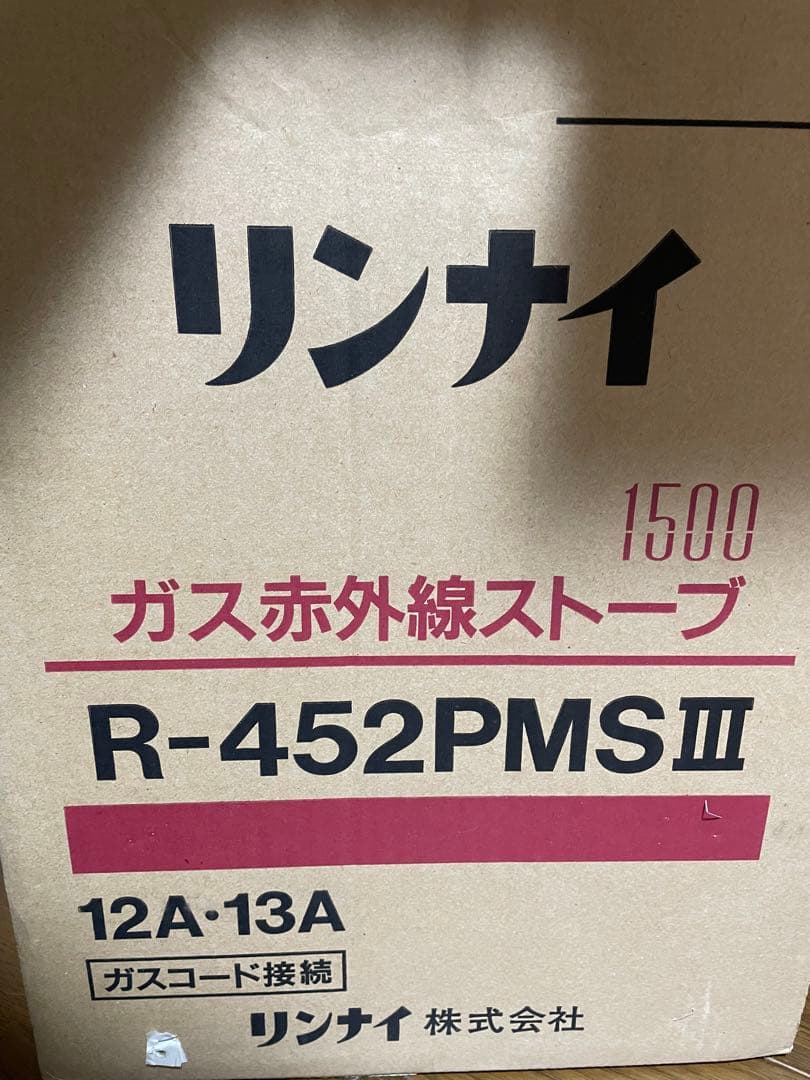 リンナイ
1500
ガス赤外線ストーブ
R-452PMSⅢ
12A・13A
ガスコード接続
リンナイ株式会社